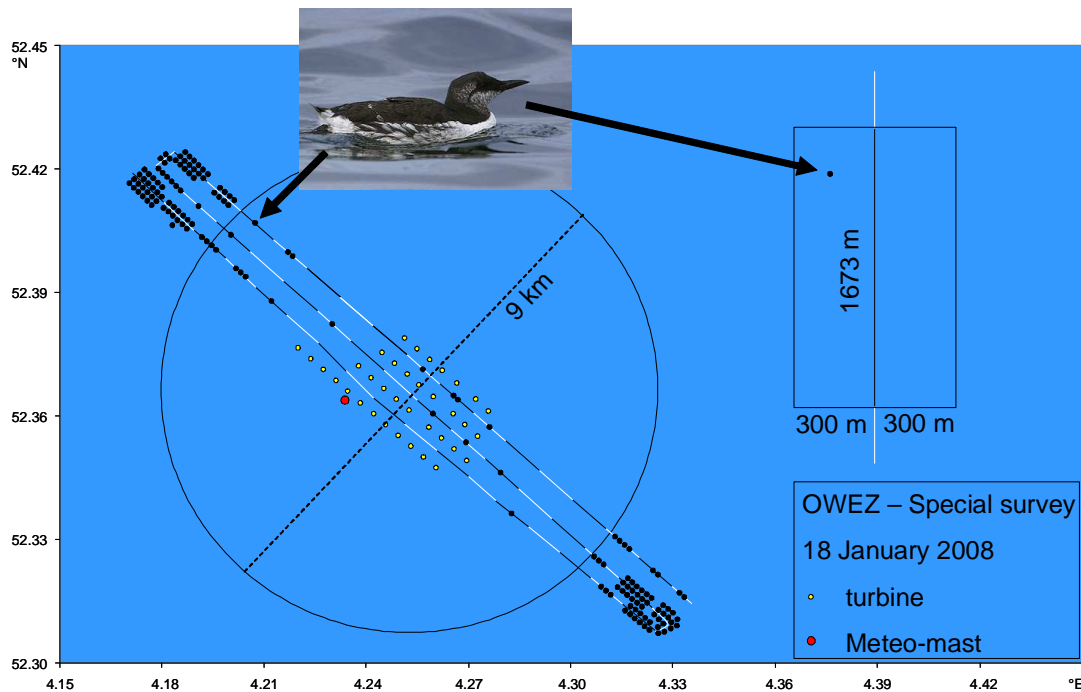 52.45
°N
52.42
52.39
52.36
52.33
52.30
4.15
4.18
4.21
4.24
4.27
4.30
4.33
4.36
4.39
4.42
°E
9 km
1673 m
300 m
300 m
OWEZ – Special survey
18 January 2008
turbine
Meteo-mast